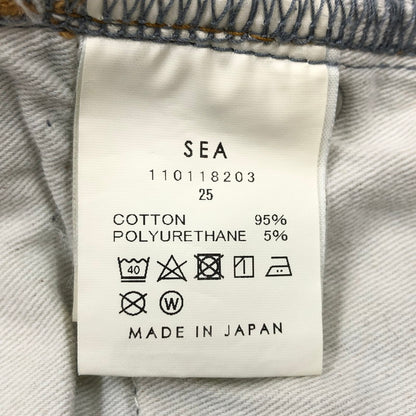 SEA
110118203
25
COTTON 95%
POLYURETHANE 5%
40
W
MADE IN JAPAN